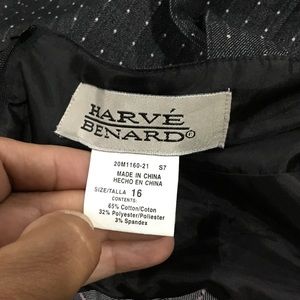 HARVÉ
BENARD®
20M1160-21 S7
MADE IN CHINA
HECHO EN CHINA
SIZE/TALLA 16
CONTENTS:
65% Cotton/Coton
32% Polyester/Poliester
3% Spandex